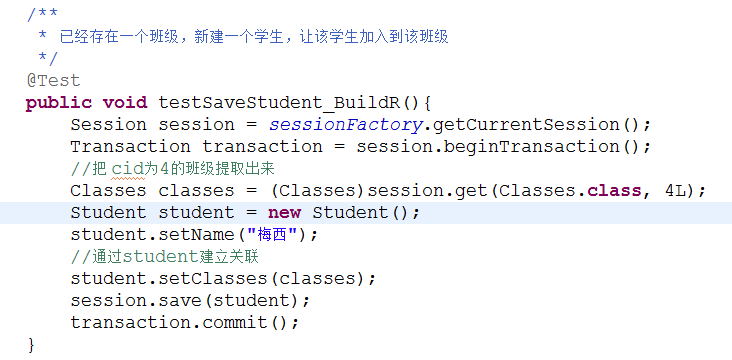 /**
 * 已经存在一个班级，新建一个学生，让该学生加入到该班级
 */
@Test
public void testSaveStudent_BuildR(){
    Session session = sessionFactory.getCurrentSession();
    Transaction transaction = session.beginTransaction();
    //把 cid为4的班级提取出来
    Classes classes = (Classes)session.get(Classes.class, 4L);
    Student student = new Student();
    student.setName("梅西");
    //通过student建立关联
    student.setClasses(classes);
    session.save(student);
    transaction.commit();
}